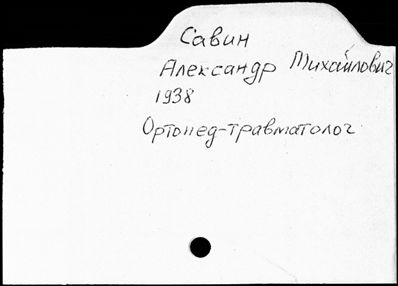 Савин
Александр Михайлович
1938
Ортопед-травматолог